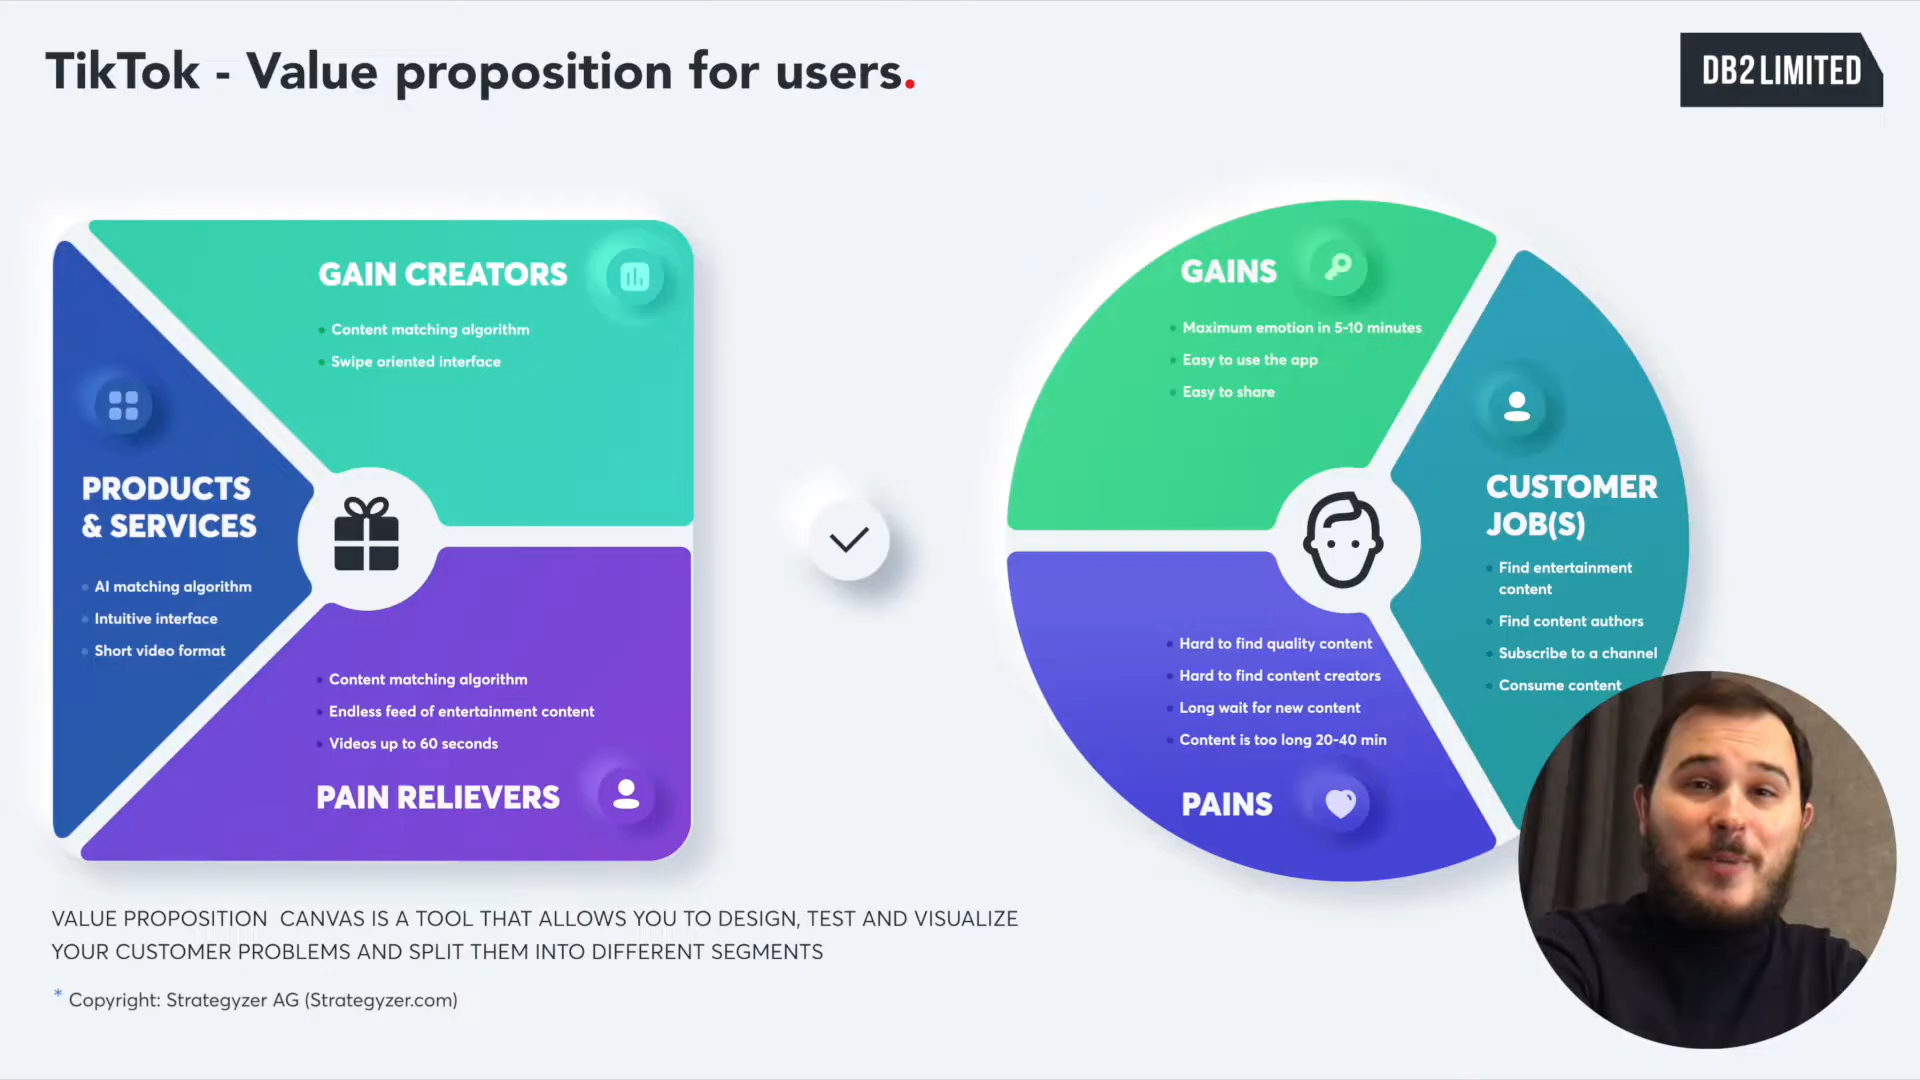 TikTok - Value proposition for users.
DB2 LIMITED
GAIN CREATORS
Content matching algorithm
Swipe oriented interface
PRODUCTS
& SERVICES
AI matching algorithm
Intuitive interface
Short video format
Content matching algorithm
Endless feed of entertainment content
Videos up to 60 seconds
PAIN RELIEVERS
GAINS
Maximum emotion in 5-10 minutes
Easy to use the app
Easy to share
CUSTOMER
JOB(S)
Find entertainment
content
Find content authors
Subscribe to a channel
Consume content
Hard to find quality content
Hard to find content creators
Long wait for new content
Content is too long 20-40 min
PAINS
VALUE PROPOSITION CANVAS IS A TOOL THAT ALLOWS YOU TO DESIGN, TEST AND VISUALIZE
YOUR CUSTOMER PROBLEMS AND SPLIT THEM INTO DIFFERENT SEGMENTS
* Copyright: Strategyzer AG (Strategyzer.com)